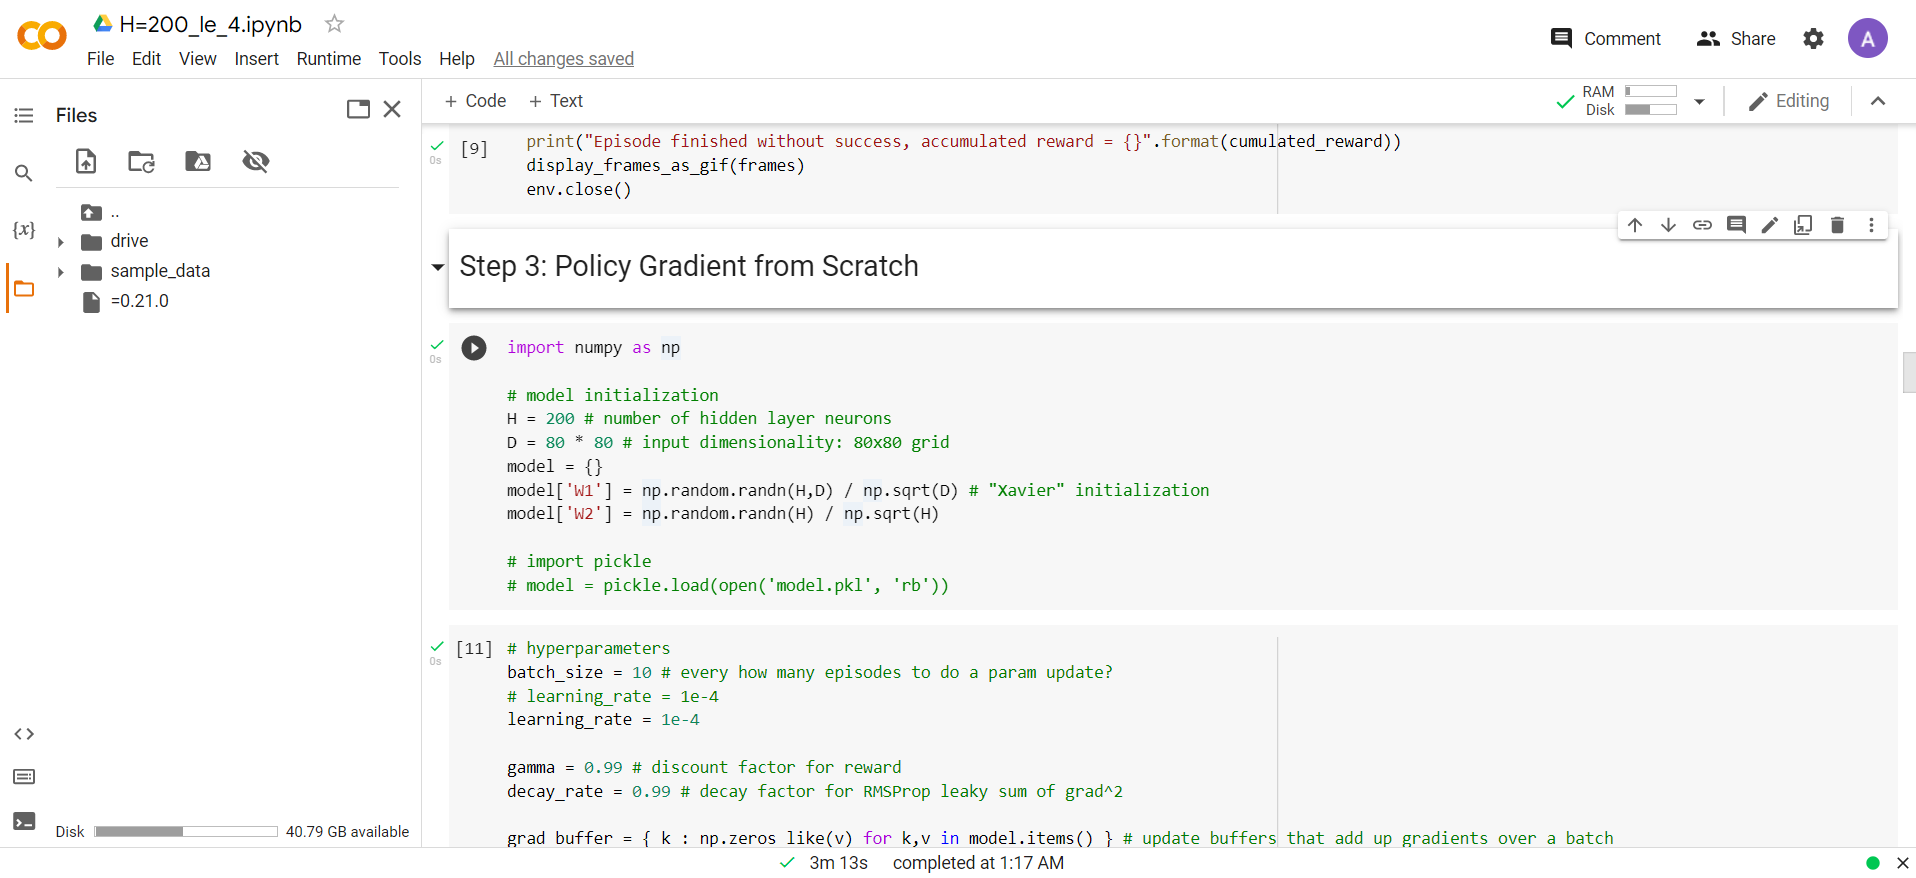 H=200_le_4.ipynb
File Edit View Insert Runtime Tools Help All changes saved
Comment
Share
A
Files
+ Code + Text
RAM
Disk
Editing
..
drive
sample_data
=0.21.0
{x}
0s
[9]
print("Episode finished without success, accumulated reward = {}".format(cumulated_reward))
display_frames_as_gif(frames)
env.close()
Step 3: Policy Gradient from Scratch
0s
import numpy as np
# model initialization
H = 200 # number of hidden layer neurons
D = 80 * 80 # input dimensionality: 80x80 grid
model = {}
model['W1'] = np.random.randn(H,D) / np.sqrt(D) # "Xavier" initialization
model['W2'] = np.random.randn(H) / np.sqrt(H)
# import pickle
# model = pickle.load(open('model.pkl', 'rb'))
0s
[11]
# hyperparameters
batch_size = 10 # every how many episodes to do a param update?
# learning_rate = 1e-4
learning_rate = 1e-4
gamma = 0.99 # discount factor for reward
decay_rate = 0.99 # decay factor for RMSProp leaky sum of grad^2
grad_buffer = { k : np.zeros_like(v) for k,v in model.items() } # update buffers that add up gradients over a batch
Disk 40.79 GB available
3m 13s completed at 1:17 AM